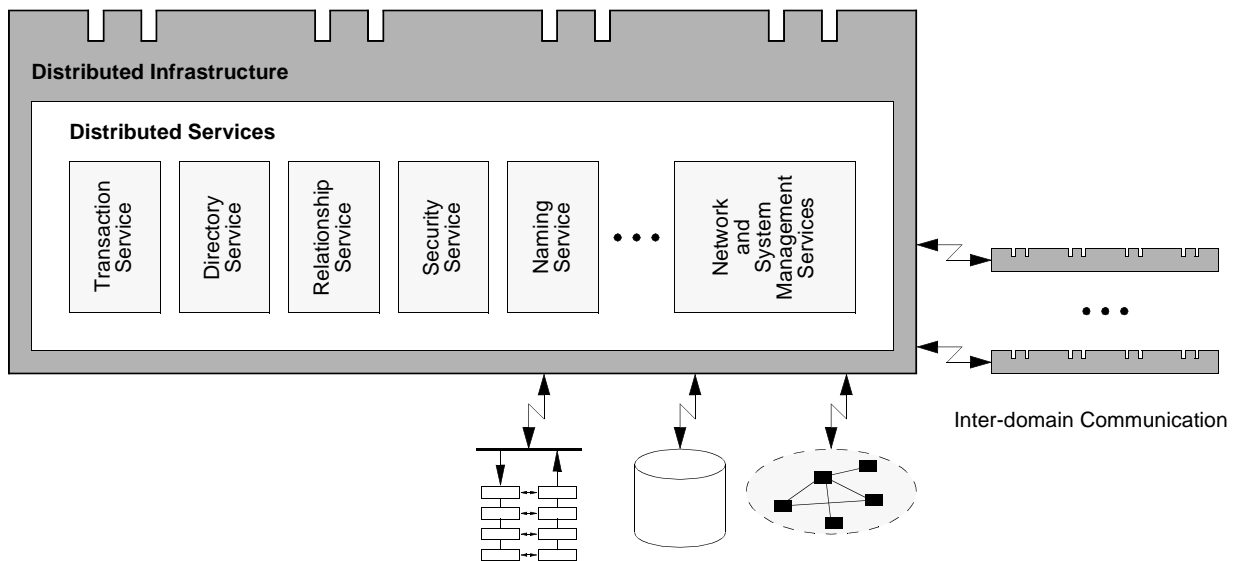 Distributed Infrastructure
Distributed Services
Transaction
Service
Directory
Service
Relationship
Service
Security
Service
Naming
Service
• • •
Network
and
System
Management
Services
• • •
Inter-domain Communication